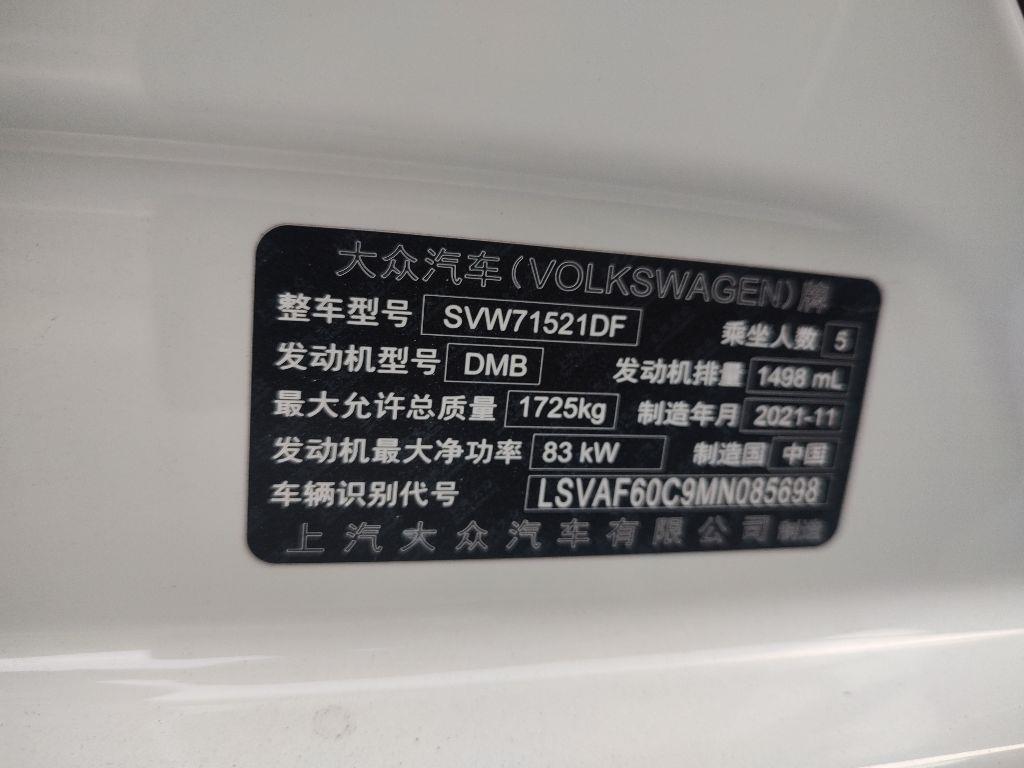 大众汽车(VOLKSWAGEN)牌
整车型号 SVW71521DF 乘坐人数 5
发动机型号 DMB 发动机排量 1498 mL
最大允许总质量 1725kg 制造年月 2021-11
发动机最大净功率 83 kW 制造国 中国
车辆识别代号 LSVAF60C9MN085698
上汽大众汽车有限公司 制造